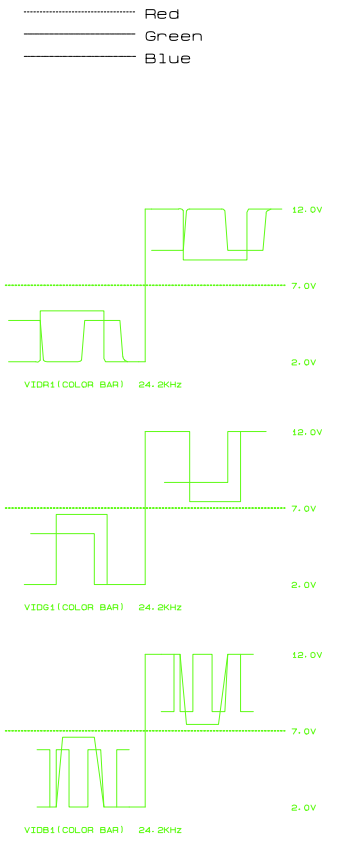 Red
Green
Blue
12.0V
7.0V
2.0V
VIDR1(COLOR BAR) 24.2KHz
12.0V
7.0V
2.0V
VIDG1(COLOR BAR) 24.2KHz
12.0V
7.0V
2.0V
VIDB1(COLOR BAR) 24.2KHz